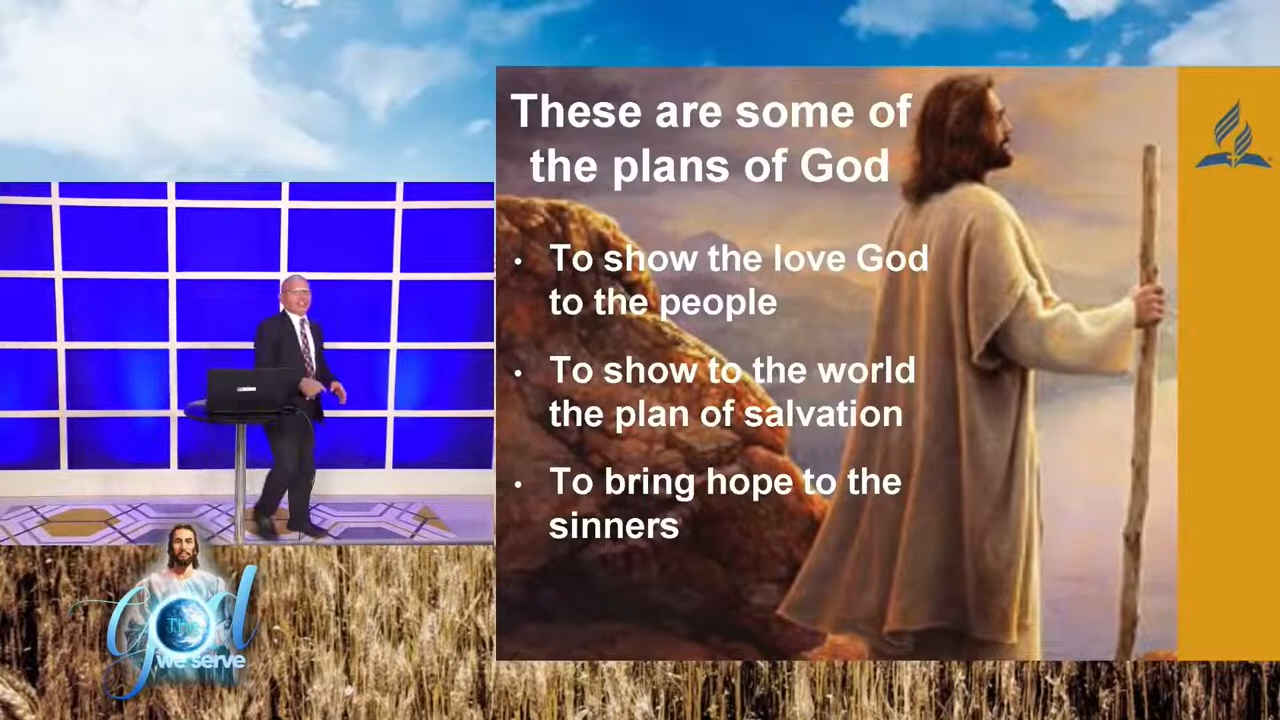 These are some of
the plans of God
• To show the love God
to the people
• To show to the world
the plan of salvation
• To bring hope to the
sinners
The
God
we serve